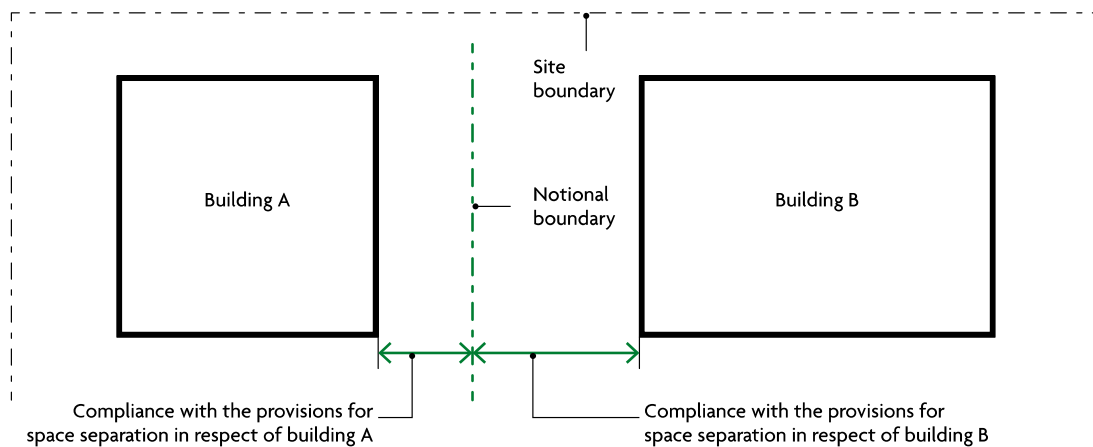 Site
boundary
Building A
Notional
boundary
Building B
Compliance with the provisions for
space separation in respect of building A
Compliance with the provisions for
space separation in respect of building B